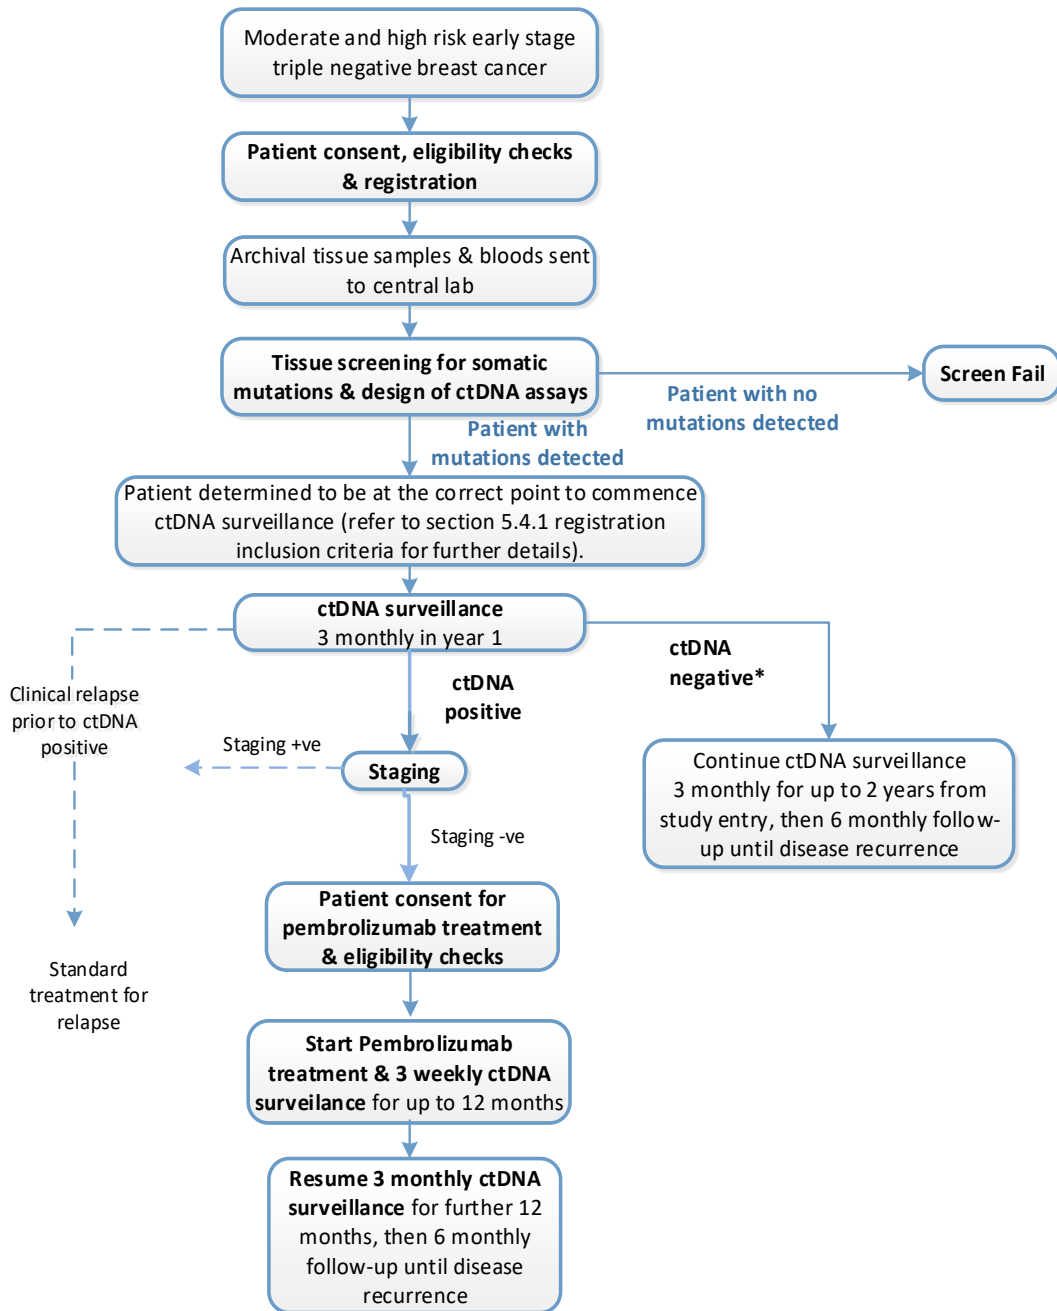 Moderate and high risk early stage
triple negative breast cancer
Patient consent, eligibility checks
& registration
Archival tissue samples & bloods sent
to central lab
Tissue screening for somatic
mutations & design of ctDNA assays
Screen Fail
Patient with no
mutations detected
Patient with
mutations detected
Patient determined to be at the correct point to commence
ctDNA surveillance (refer to section 5.4.1 registration
inclusion criteria for further details).
ctDNA surveillance
3 monthly in year 1
ctDNA
negative*
ctDNA
positive
Clinical relapse
prior to ctDNA
positive
Staging +ve
Staging
Continue ctDNA surveillance
3 monthly for up to 2 years from
study entry, then 6 monthly follow-
up until disease recurrence
Staging -ve
Patient consent for
pembrolizumab treatment
& eligibility checks
Standard
treatment for
relapse
Start Pembrolizumab
treatment & 3 weekly ctDNA
surveilance for up to 12 months
Resume 3 monthly ctDNA
surveillance for further 12
months, then 6 monthly
follow-up until disease
recurrence